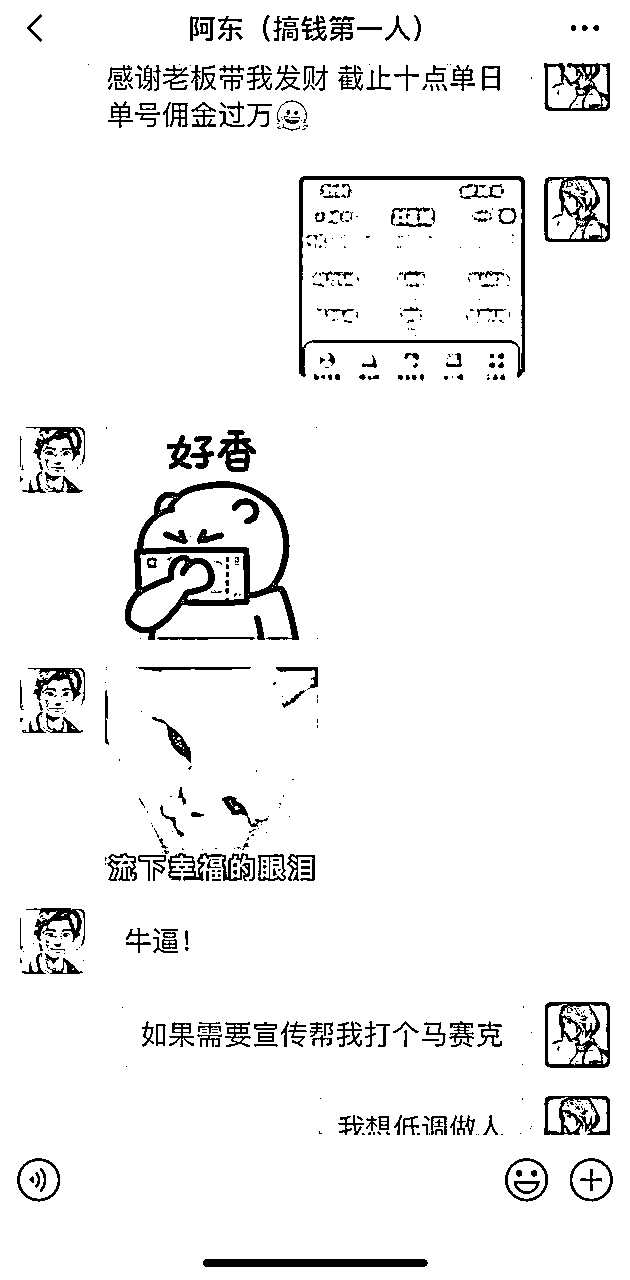 阿东（搞钱第一人）
感谢老板带我发财 截止十点单日
单号佣金过万
好香
流下幸福的眼泪
牛逼！
如果需要宣传帮我打个马赛克
我想低调做人